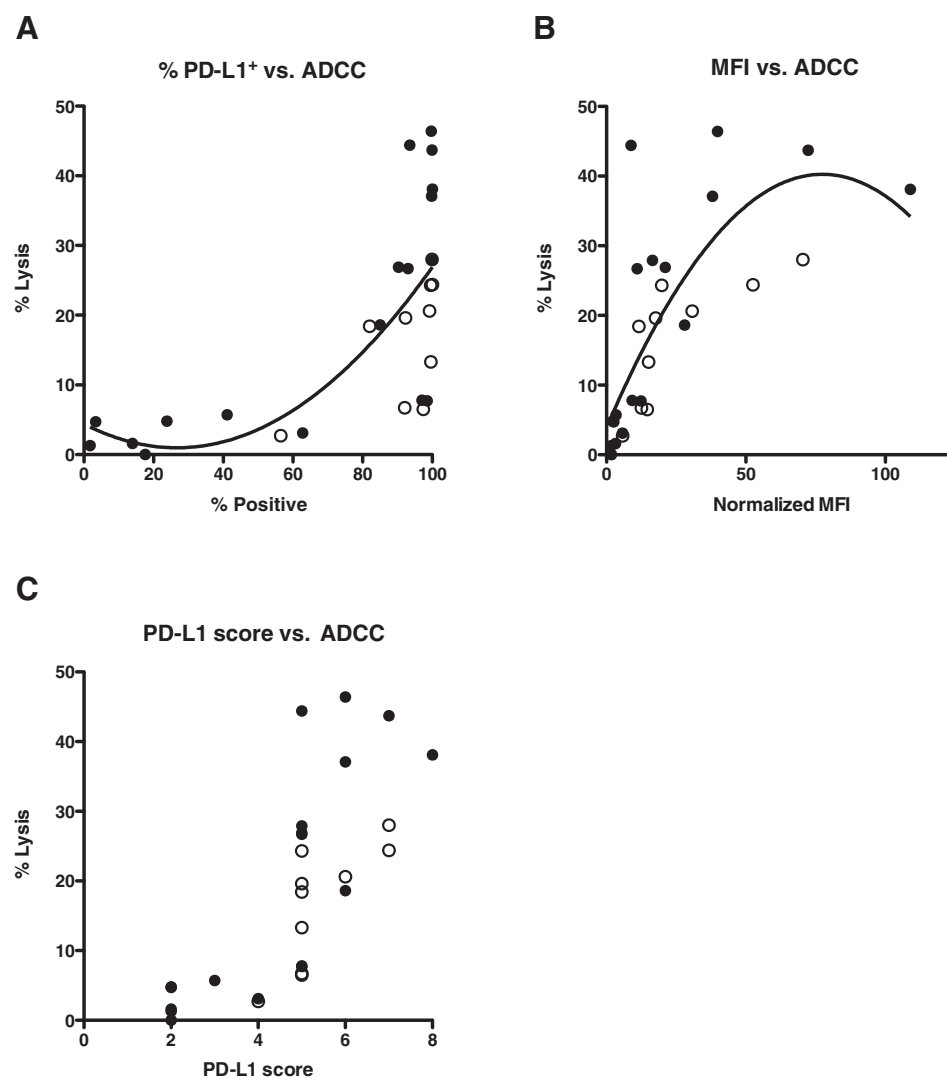 A
% PD-L1+ vs. ADCC
50
40
30
20
10
0
% Lysis
0 20 40 60 80 100
% Positive
B
MFI vs. ADCC
50
40
30
20
10
0
% Lysis
0 50 100
Normalized MFI
C
PD-L1 score vs. ADCC
50
40
30
20
10
0
% Lysis
0 2 4 6 8
PD-L1 score